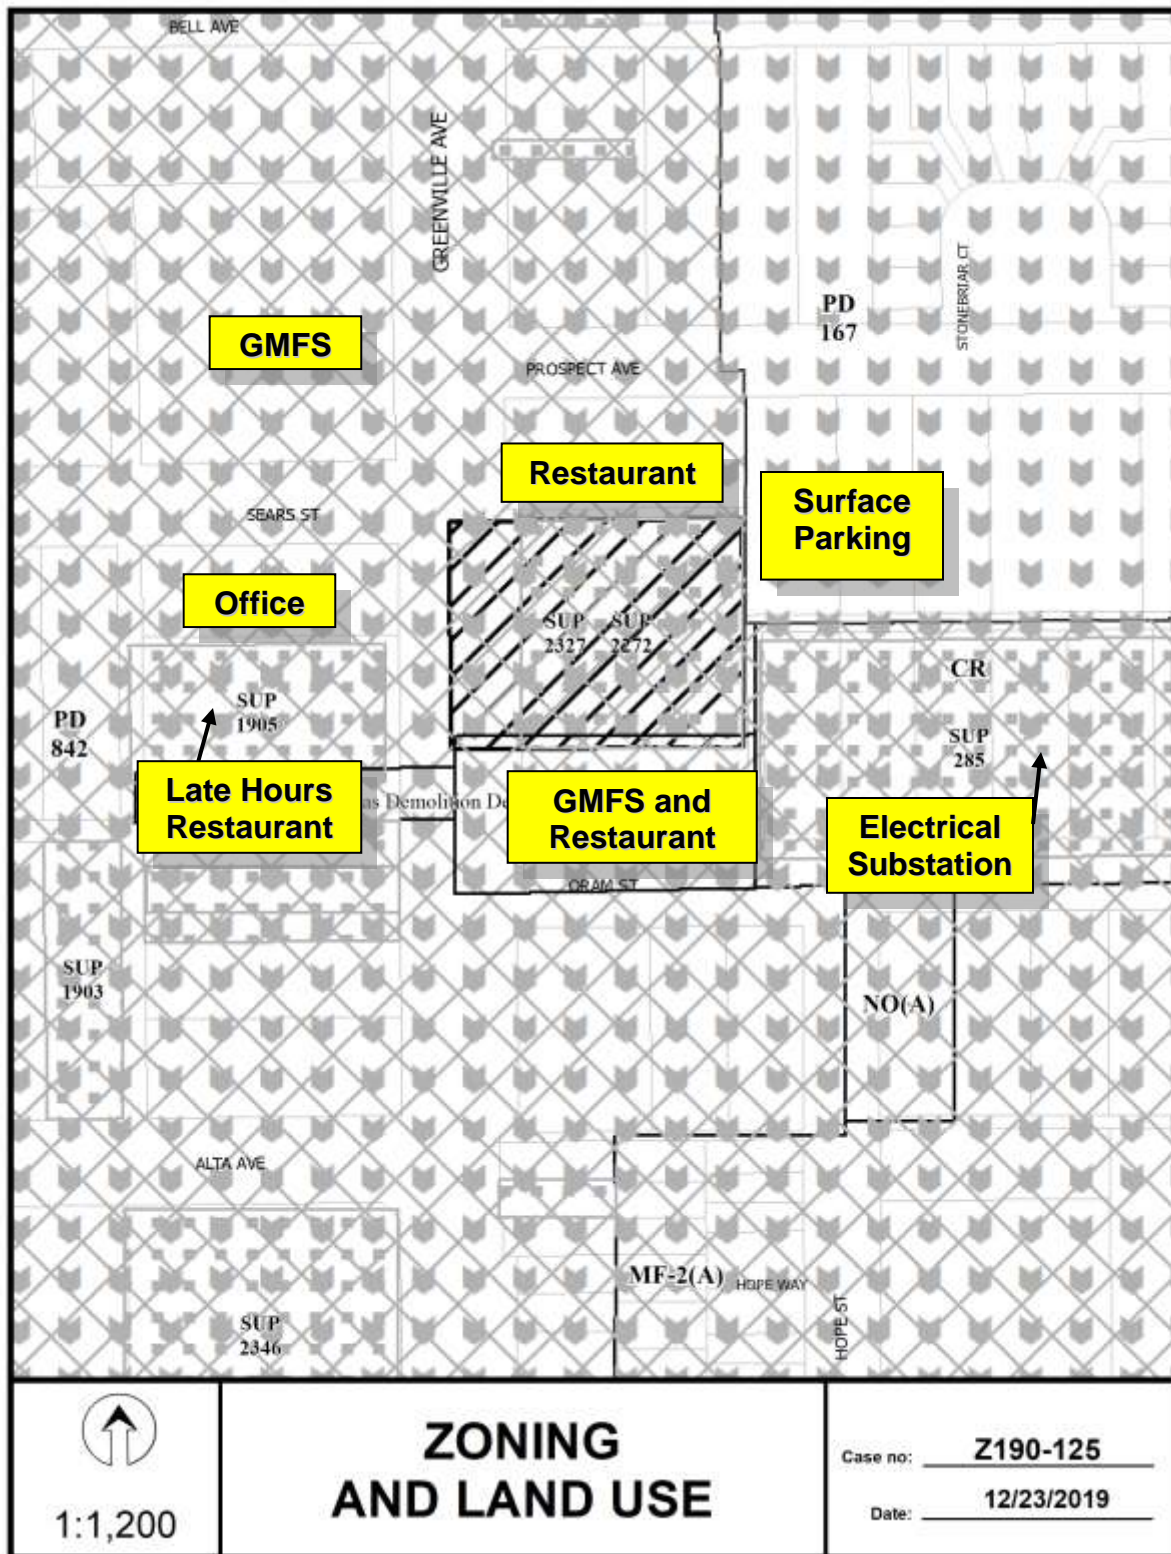 BELL AVE
GREENVILLE AVE
STONEBRIAR CT
PD
167
GMFS
PROSPECT AVE
Restaurant
Surface
Parking
SEARS ST
Office
SUP
2327
SUP
2272
CR
SUP
1905
PD
842
SUP
285
Late Hours
Restaurant
Demolition
GMFS and
Restaurant
Electrical
Substation
ORAM ST
SUP
1903
NO(A)
ALTA AVE
MF-2(A)
HOPE WAY
HOPE ST
SUP
2346
1:1,200
ZONING
AND LAND USE
Case no: Z190-125
Date: 12/23/2019